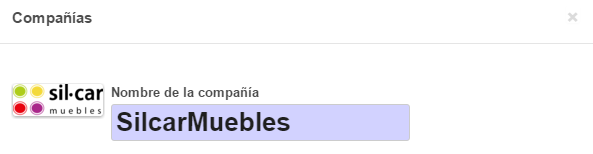 Compañías
×
sil·car
muebles
Nombre de la compañía
SilcarMuebles